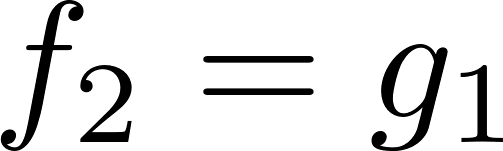 f₂ = g₁